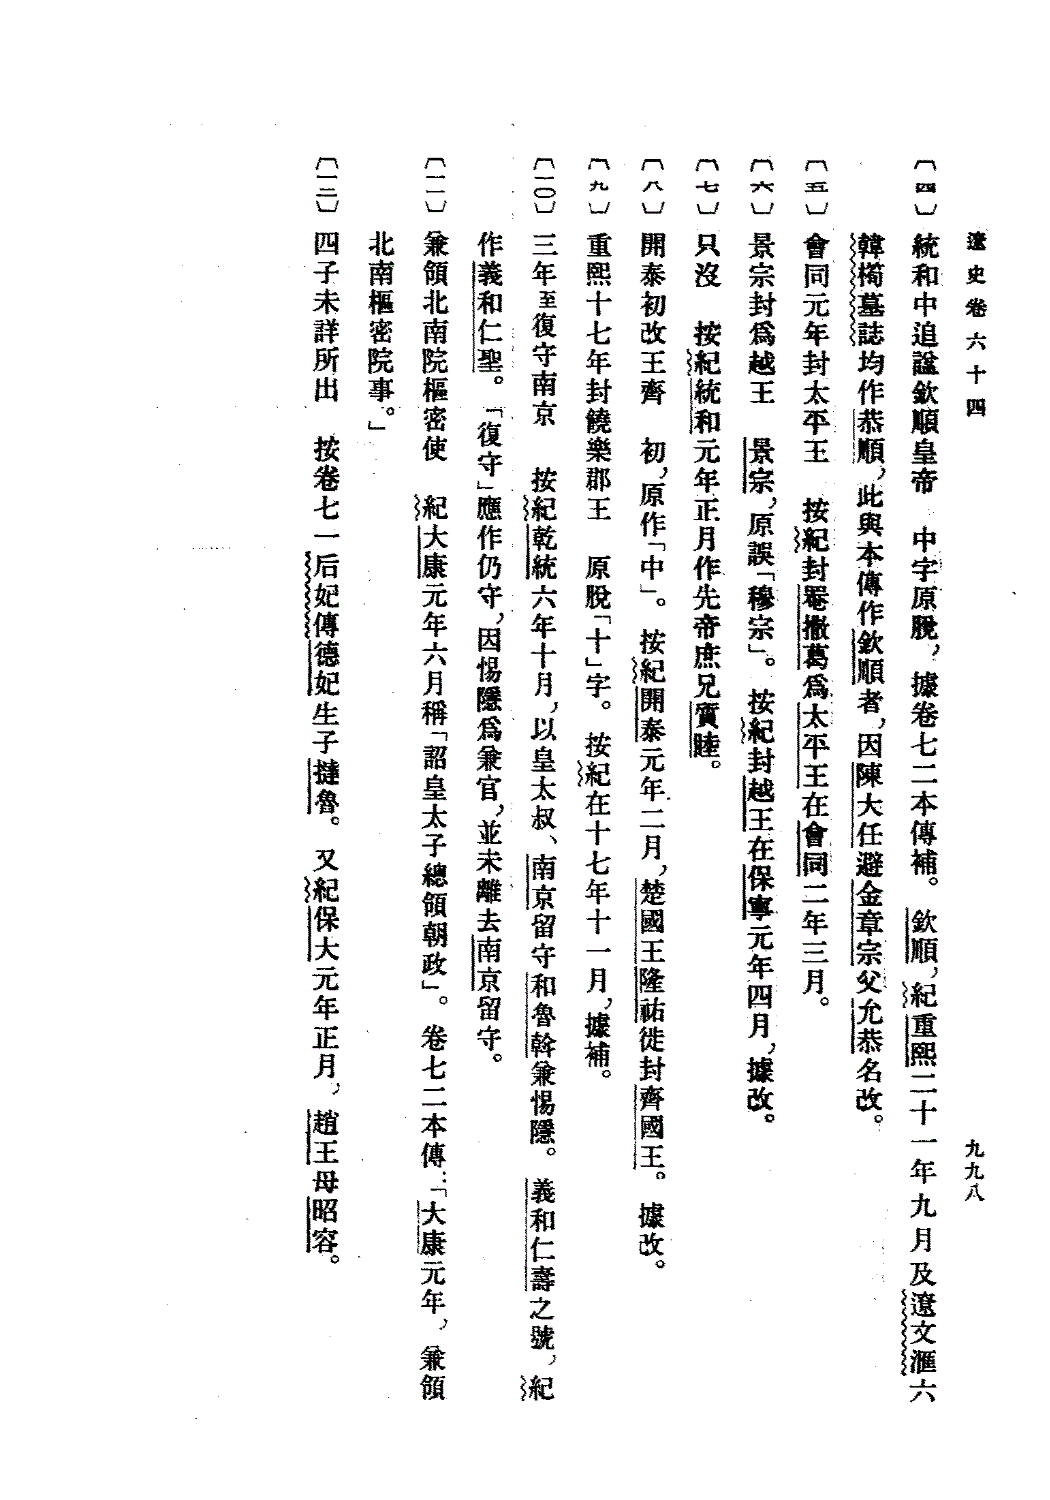 遼史卷六十四
九九八
〔四〕統和中追諡欽順皇帝　中字原脫，據卷七二本傳補。欽順，紀重熙二十一年九月及遼文滙六
韓橁墓誌均作恭順，此與本傳作欽順者，因陳大任避金章宗父允恭名改。
〔五〕會同元年封太平王　按紀封罨撒葛爲太平王在會同二年三月。
〔六〕景宗封爲越王　景宗，原誤「穆宗」。按紀封越王在保寧元年四月，據改。
〔七〕只沒　按紀統和元年正月作先帝庶兄質睦。
〔八〕開泰初改王齊　初，原作「中」。按紀開泰元年二月，楚國王隆祐徙封齊國王。據改。
〔九〕重熙十七年封饒樂郡王　原脫「十」字。按紀在十七年十一月，據補。
〔一〇〕三年至復守南京　按紀乾統六年十月，以皇太叔、南京留守和魯斡兼惕隱。義和仁壽之號，紀
作義和仁聖。「復守」應作仍守，因惕隱爲兼官，並未離去南京留守。
〔一一〕兼領北南院樞密使　紀大康元年六月稱「詔皇太子總領朝政」。卷七二本傳：「大康元年，兼領
北南樞密院事。」
〔一二〕四子未詳所出　按卷七一后妃傳德妃生子撻魯。又紀保大元年正月，趙王母昭容。